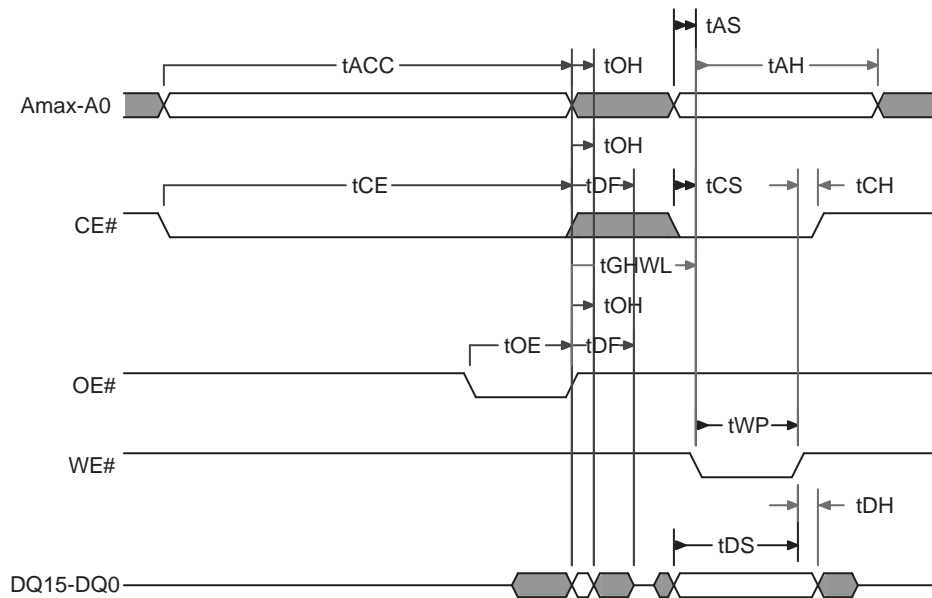 tAS
tACC
tOH
tAH
Amax-A0
tOH
tCE
tDF
tCS
tCH
CE#
tGHWL
tOH
tOE
tDF
OE#
tWP
WE#
tDH
tDS
DQ15-DQ0